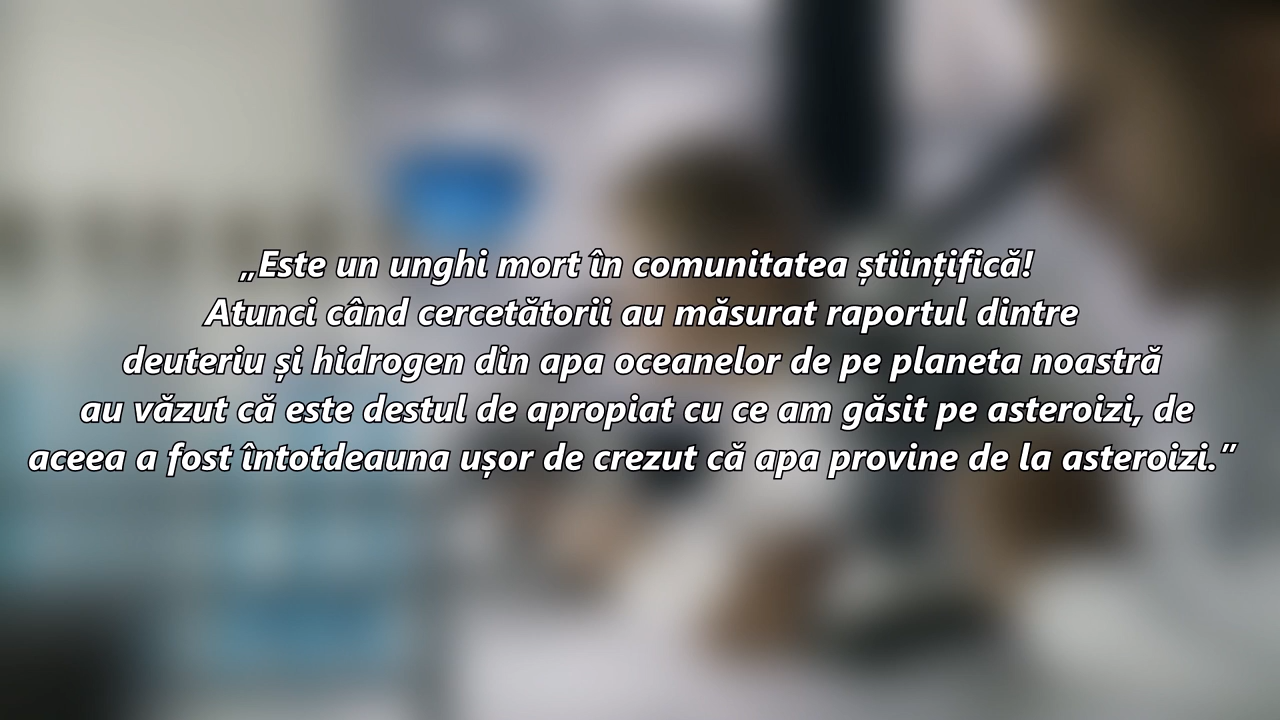 „Este un unghi mort în comunitatea științifică!
Atunci când cercetătorii au măsurat raportul dintre
deuteriu și hidrogen din apa oceanelor de pe planeta noastră
au văzut că este destul de apropiat cu ce am găsit pe asteroizi, de
aceea a fost întotdeauna ușor de crezut că apa provine de la asteroizi.”